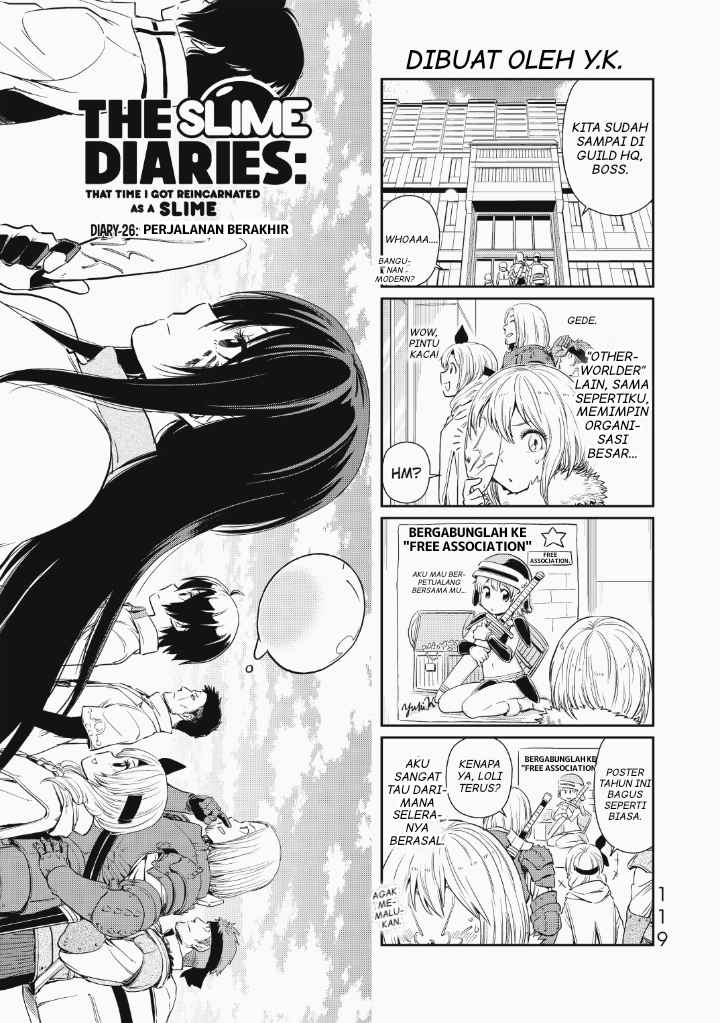 THE SLIME
DIARIES:
THAT TIME I GOT REINCARNATED
AS A SLIME
DIARY-26: PERJALANAN BERAKHIR
DIBUAT OLEH Y.K.
KITA SUDAH
SAMPAI DI
GUILD HQ,
BOSS.
WHOAAA....
BANGU-
NAN
MODERN?
GEDE.
WOW,
PINTU
KACA!
"OTHER-
WORLDER"
LAIN, SAMA
SEPERTIKU,
MEMIMPIN
ORGANI-
SASI
BESAR...
HM?
BERGABUNGLAH KE
"FREE ASSOCIATION"
FREE
ASSOCIATION.
AKU MAU BER-
PETUALANG
BERSAMA MU...
Yuki.K
POSTER
TAHUN INI
BAGUS
SEPERTI
BIASA.
BERGABUNGLAH KE
"FREE ASSOCIATION"
KENAPA
YA, LOLI
TERUS?
AKU
SANGAT
TAU DARI-
MANA
SELERA-
NYA
BERASAL.
AGAK
ME-
MALU-
KAN.
119